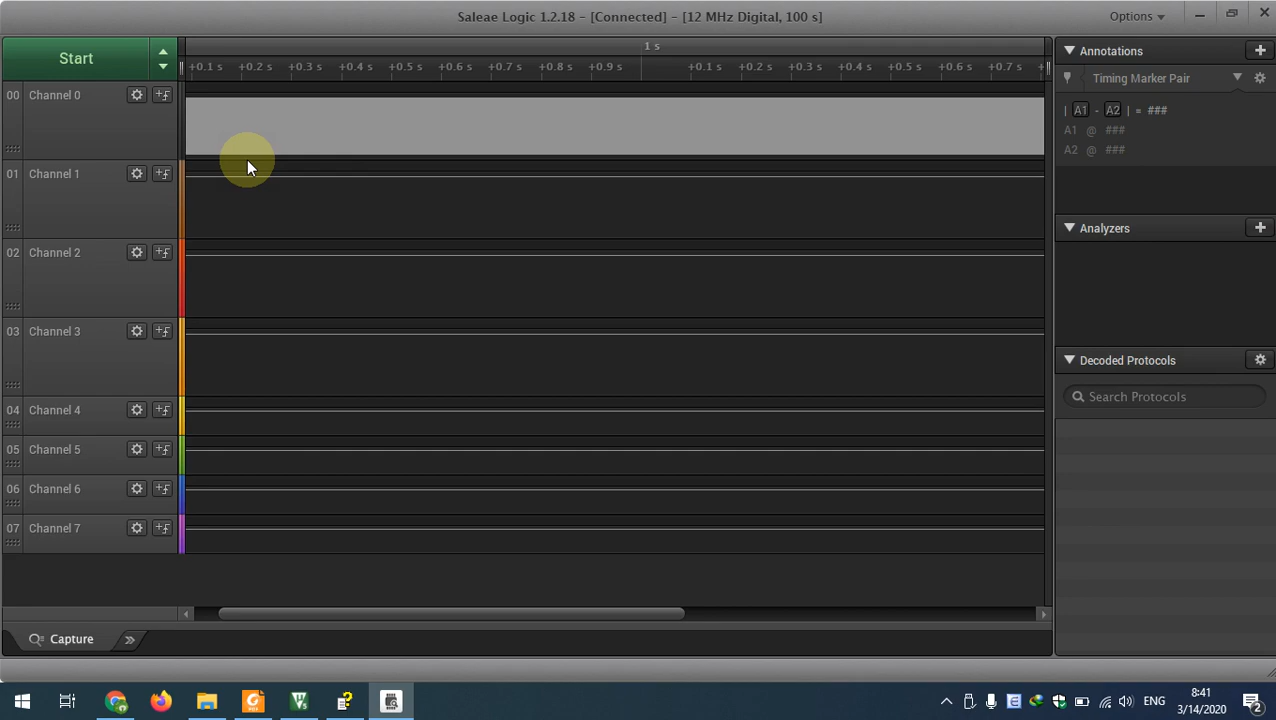 Saleae Logic 1.2.18 - [Connected] - [12 MHz Digital, 100 s]
Options
Start
1 s
+0.1 s +0.2 s +0.3 s +0.4 s +0.5 s +0.6 s +0.7 s +0.8 s +0.9 s +0.1 s +0.2 s +0.3 s +0.4 s +0.5 s +0.6 s +0.7 s
00 Channel 0
01 Channel 1
02 Channel 2
03 Channel 3
04 Channel 4
05 Channel 5
06 Channel 6
07 Channel 7
Capture
Annotations
Timing Marker Pair
| A1 - A2 | = ###
A1 @ ###
A2 @ ###
Analyzers
Decoded Protocols
Search Protocols
ENG
8:41
3/14/2020
2